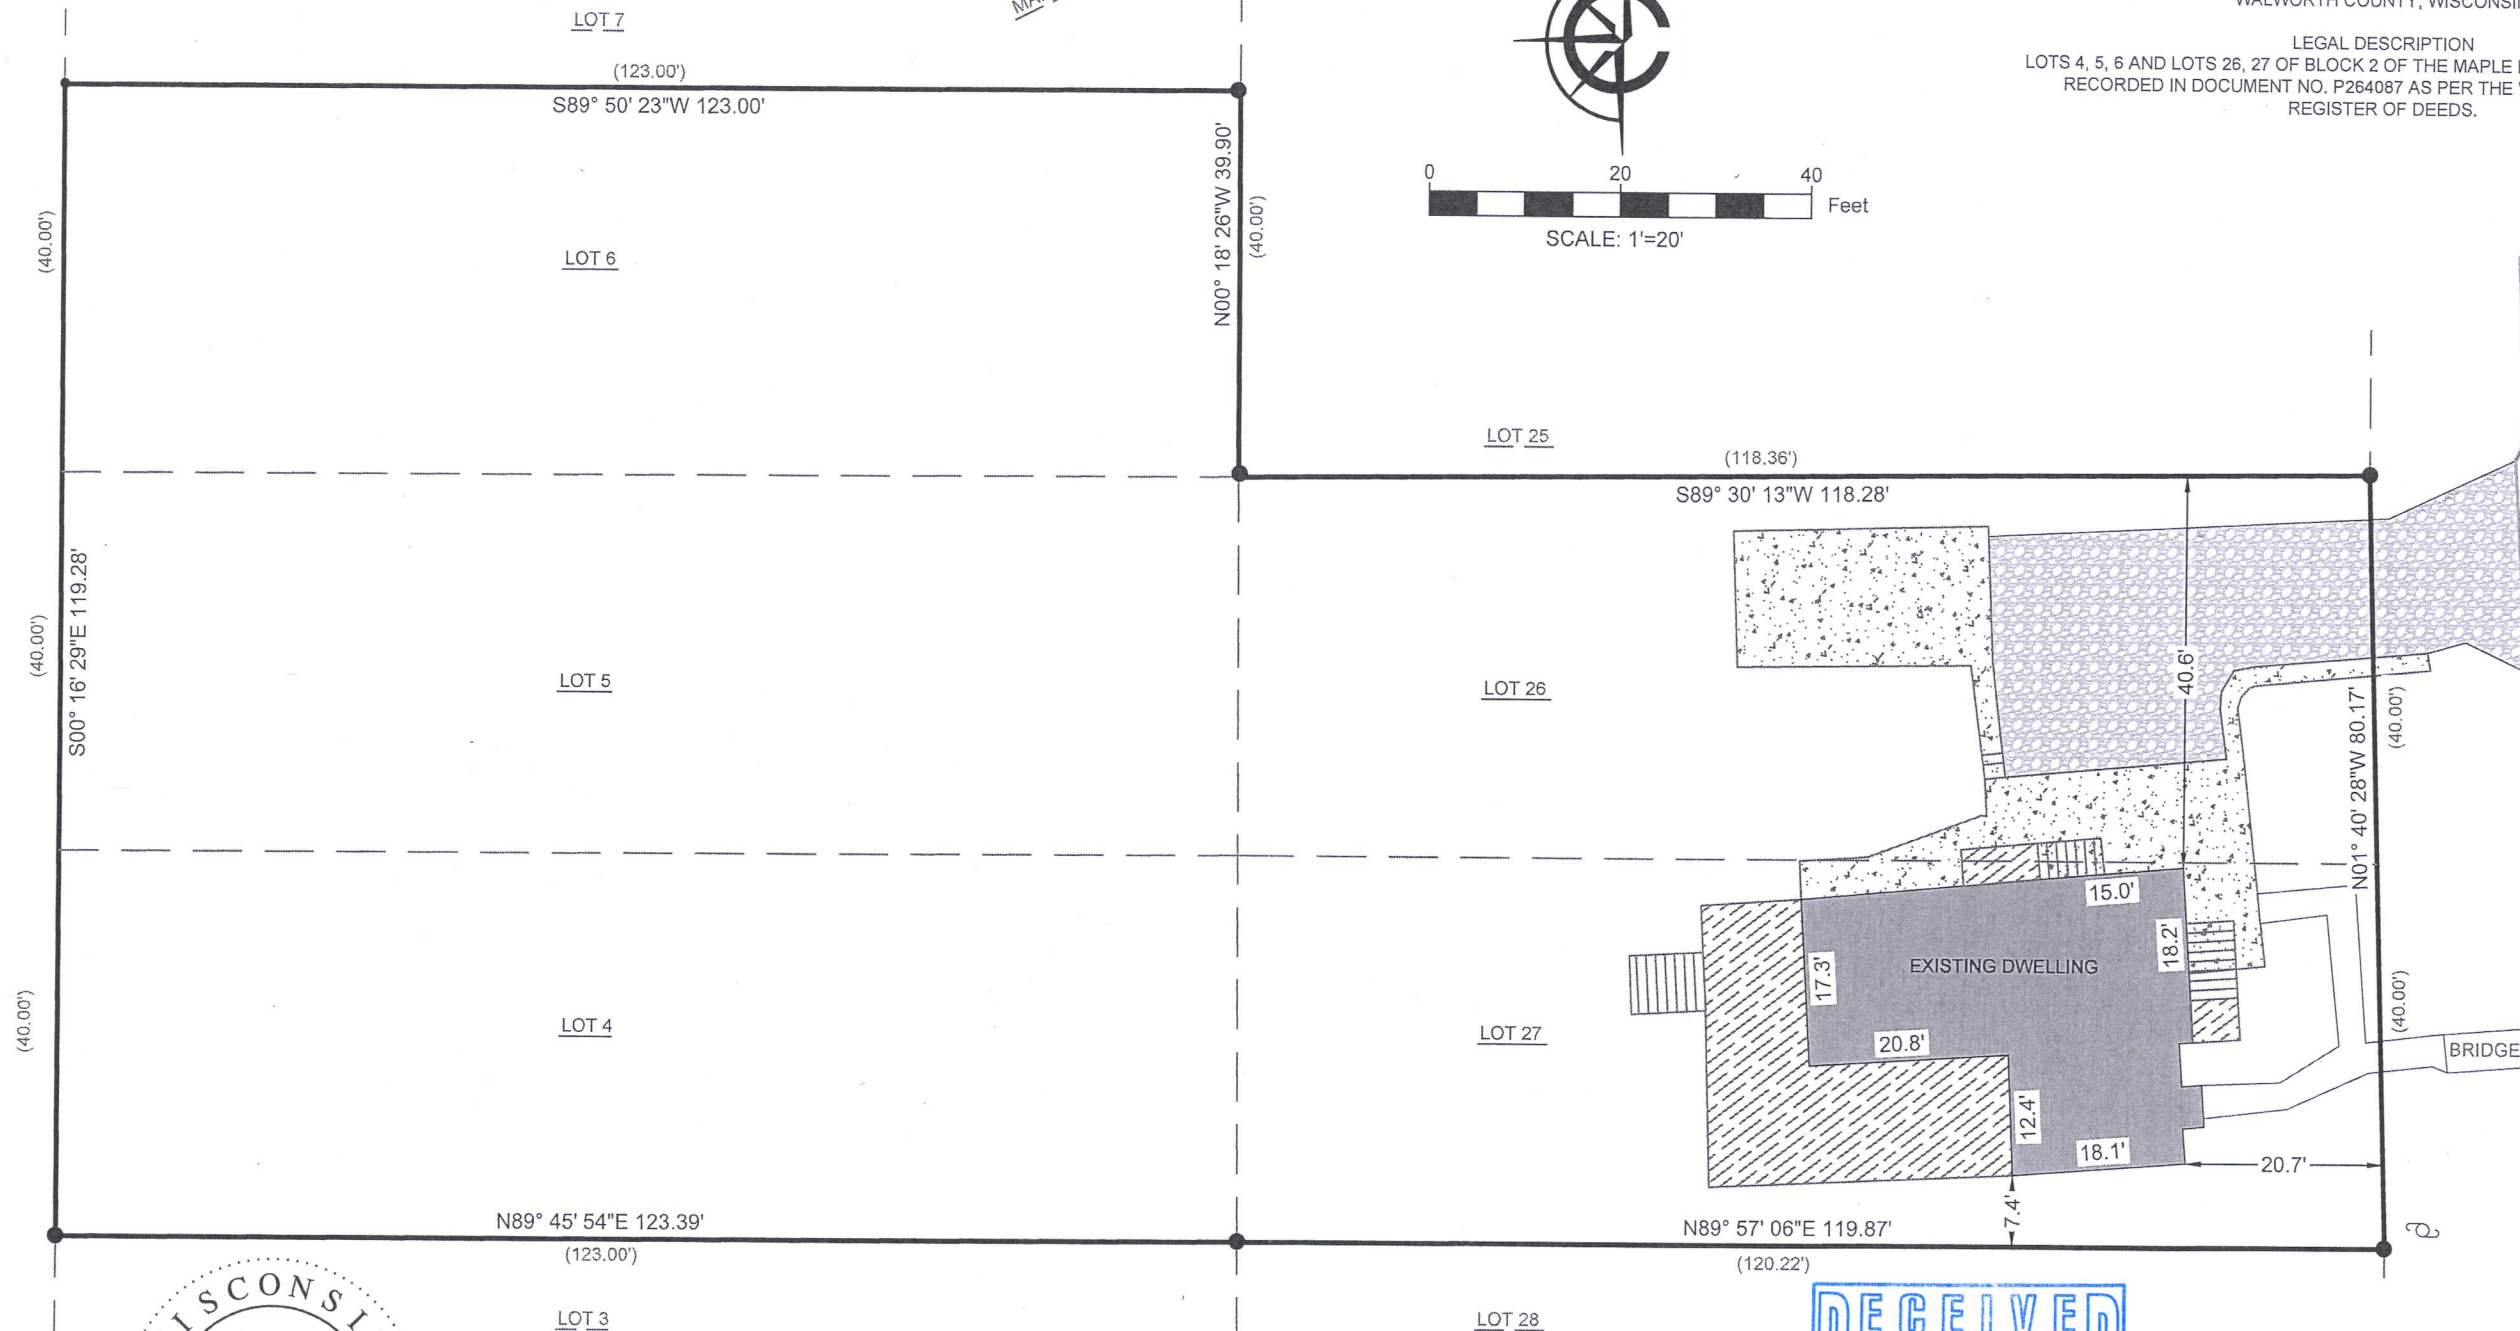 WALWORTH COUNTY, WISCONSIN
LEGAL DESCRIPTION
LOTS 4, 5, 6 AND LOTS 26, 27 OF BLOCK 2 OF THE MAPLE
RECORDED IN DOCUMENT NO. P264087 AS PER THE
REGISTER OF DEEDS.
LOT 7
(123.00')
S89° 50' 23"W 123.00'
N00° 18' 26"W 39.90'
(40.00')
(40.00')
0 20 40
Feet
SCALE: 1'=20'
LOT 6
LOT 25
(118.36')
S89° 30' 13"W 118.28'
S00° 16' 29"E 119.28'
(40.00')
LOT 5
LOT 26
40.6'
N01° 40' 28"W 80.17'
(40.00')
15.0'
18.2'
17.3'
EXISTING DWELLING
(40.00')
LOT 4
LOT 27
20.8'
(40.00')
BRIDGE
12.4'
18.1'
20.7'
7.4'
N89° 45' 54"E 123.39'
(123.00')
N89° 57' 06"E 119.87'
(120.22')
ISCONSI
LOT 3
LOT 28
RECEIVED